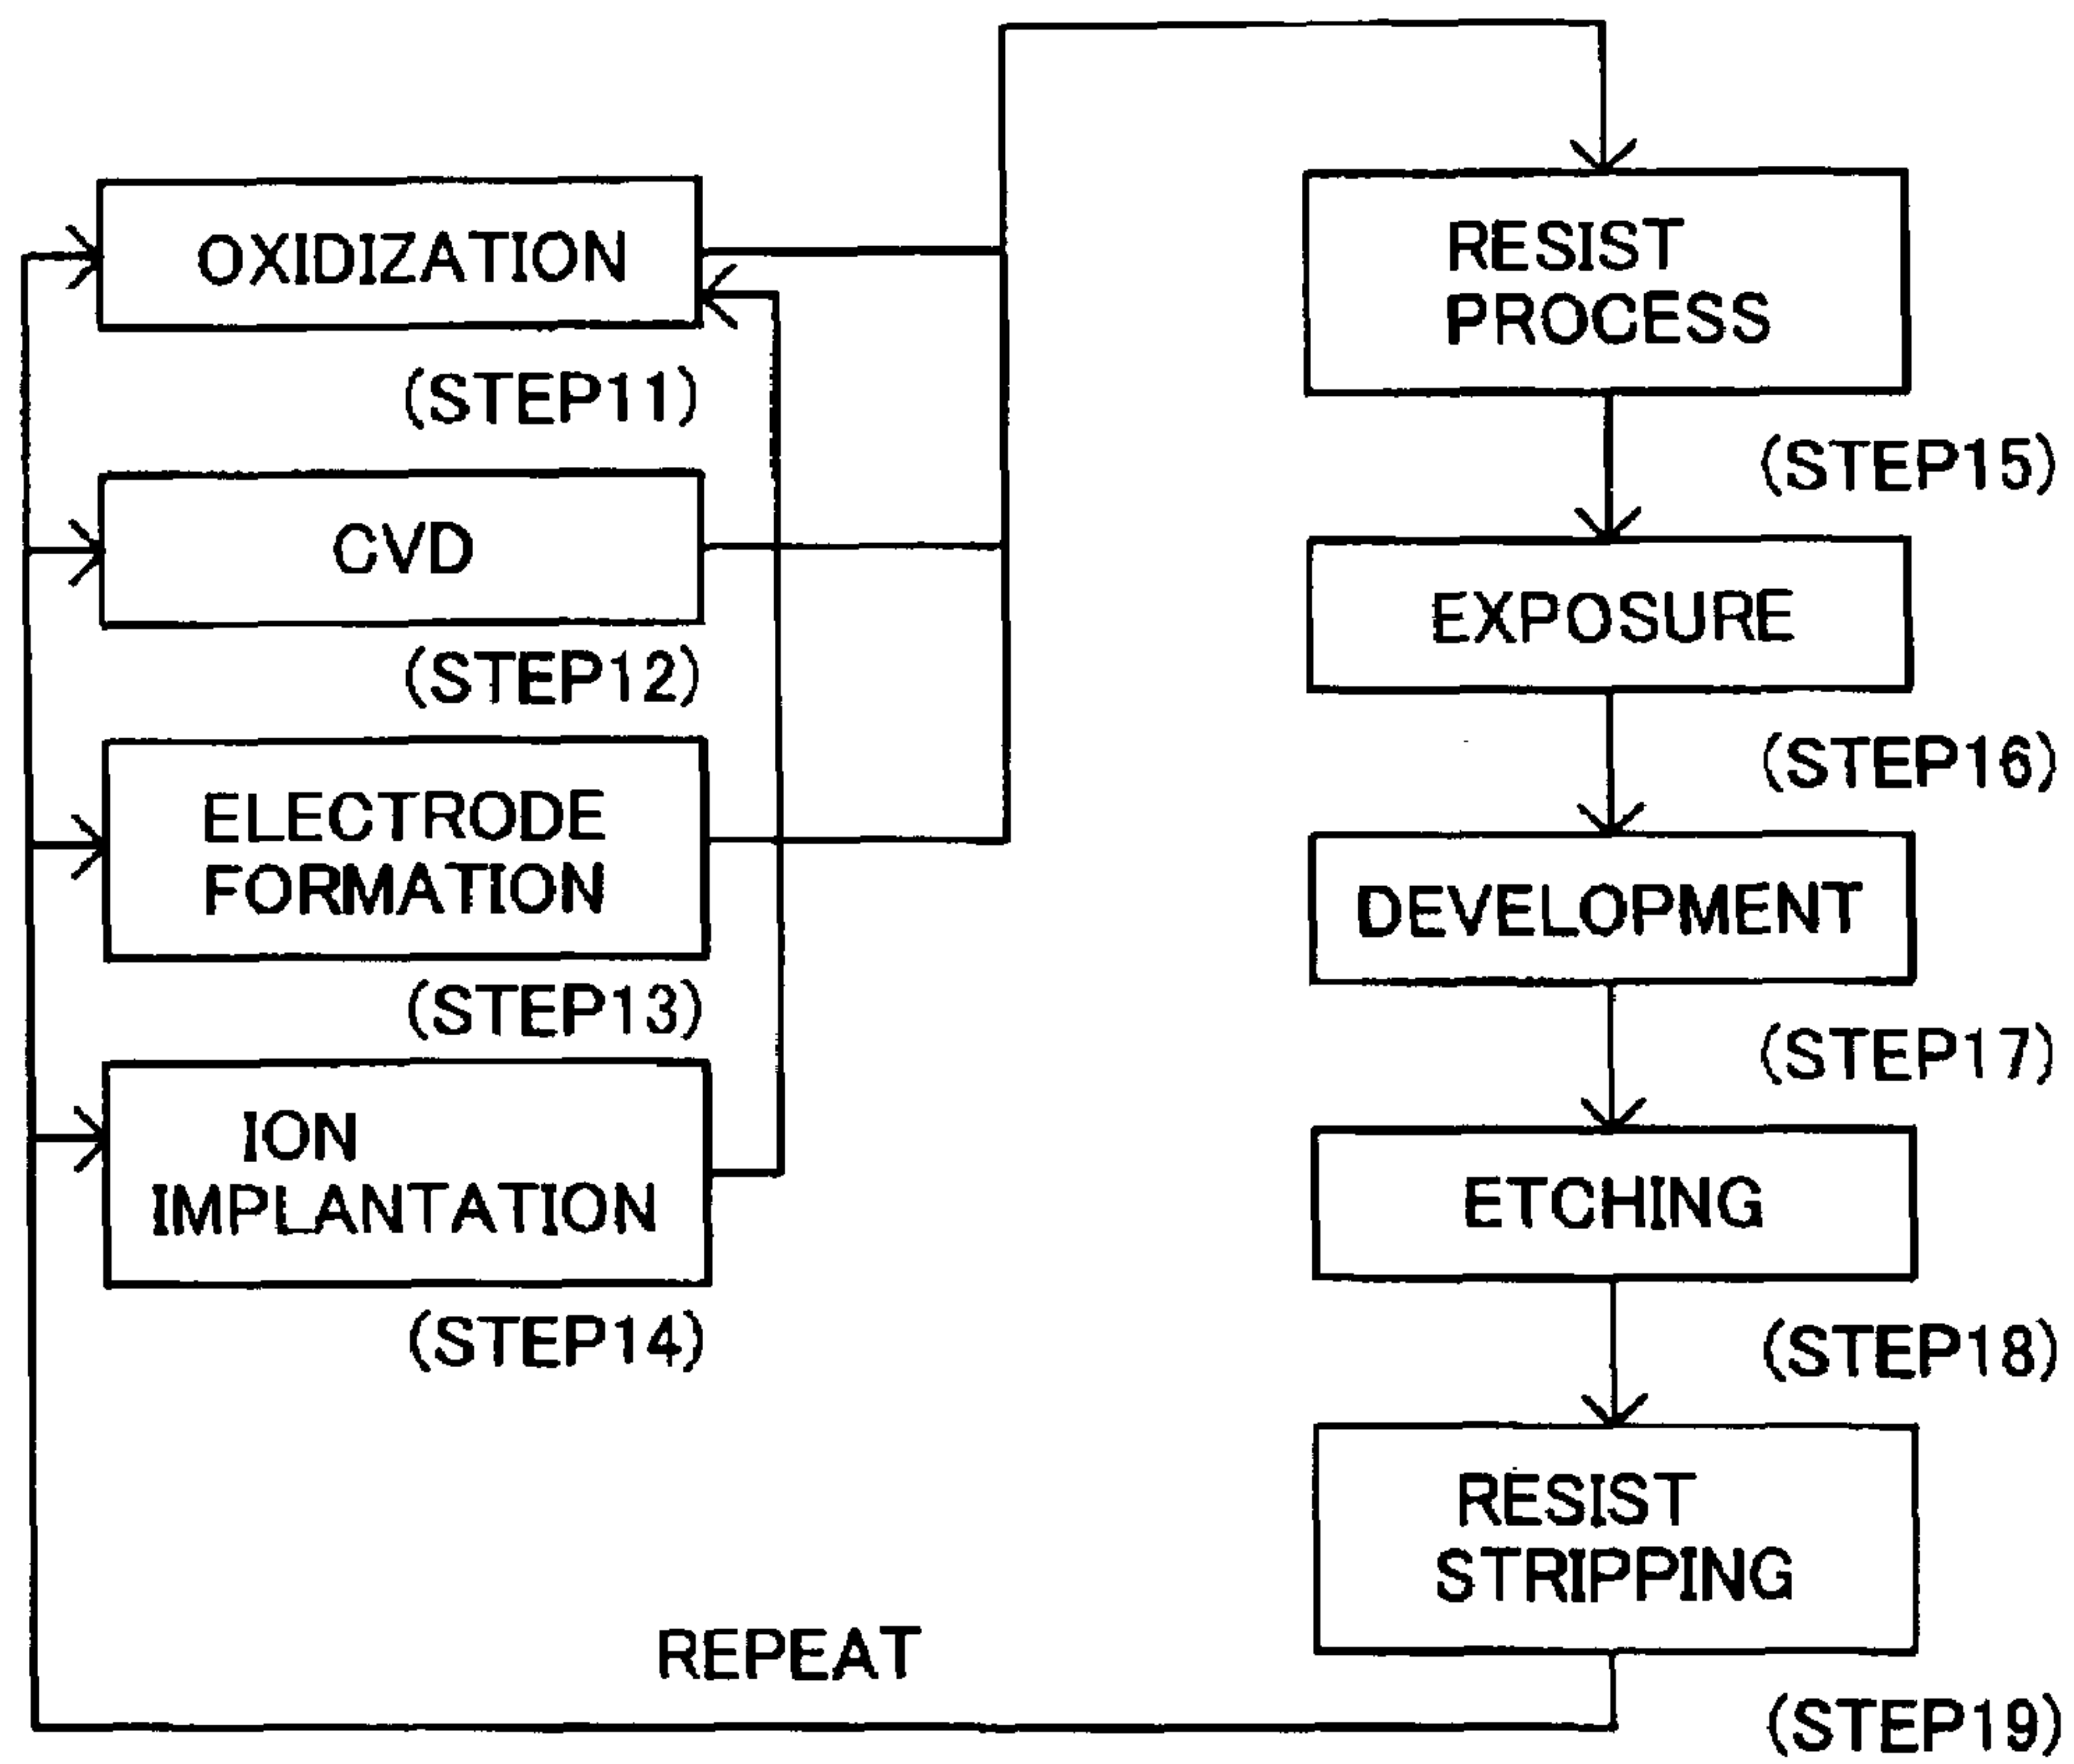 OXIDIZATION
(STEP11)
CVD
(STEP12)
ELECTRODE
FORMATION
(STEP13)
ION
IMPLANTATION
(STEP14)
RESIST
PROCESS
(STEP15)
EXPOSURE
(STEP16)
DEVELOPMENT
(STEP17)
ETCHING
(STEP18)
RESIST
STRIPPING
(STEP19)
REPEAT